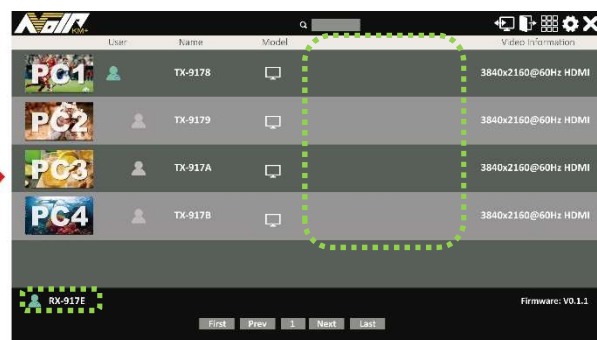 NoIP KM+
User Name Model Video Information
PC1 TX-9178 3840x2160@60Hz HDMI
PC2 TX-9179 3840x2160@60Hz HDMI
PC3 TX-917A 3840x2160@60Hz HDMI
PC4 TX-917B 3840x2160@60Hz HDMI
RX-917E Firmware: V0.1.1
First Prev 1 Next Last